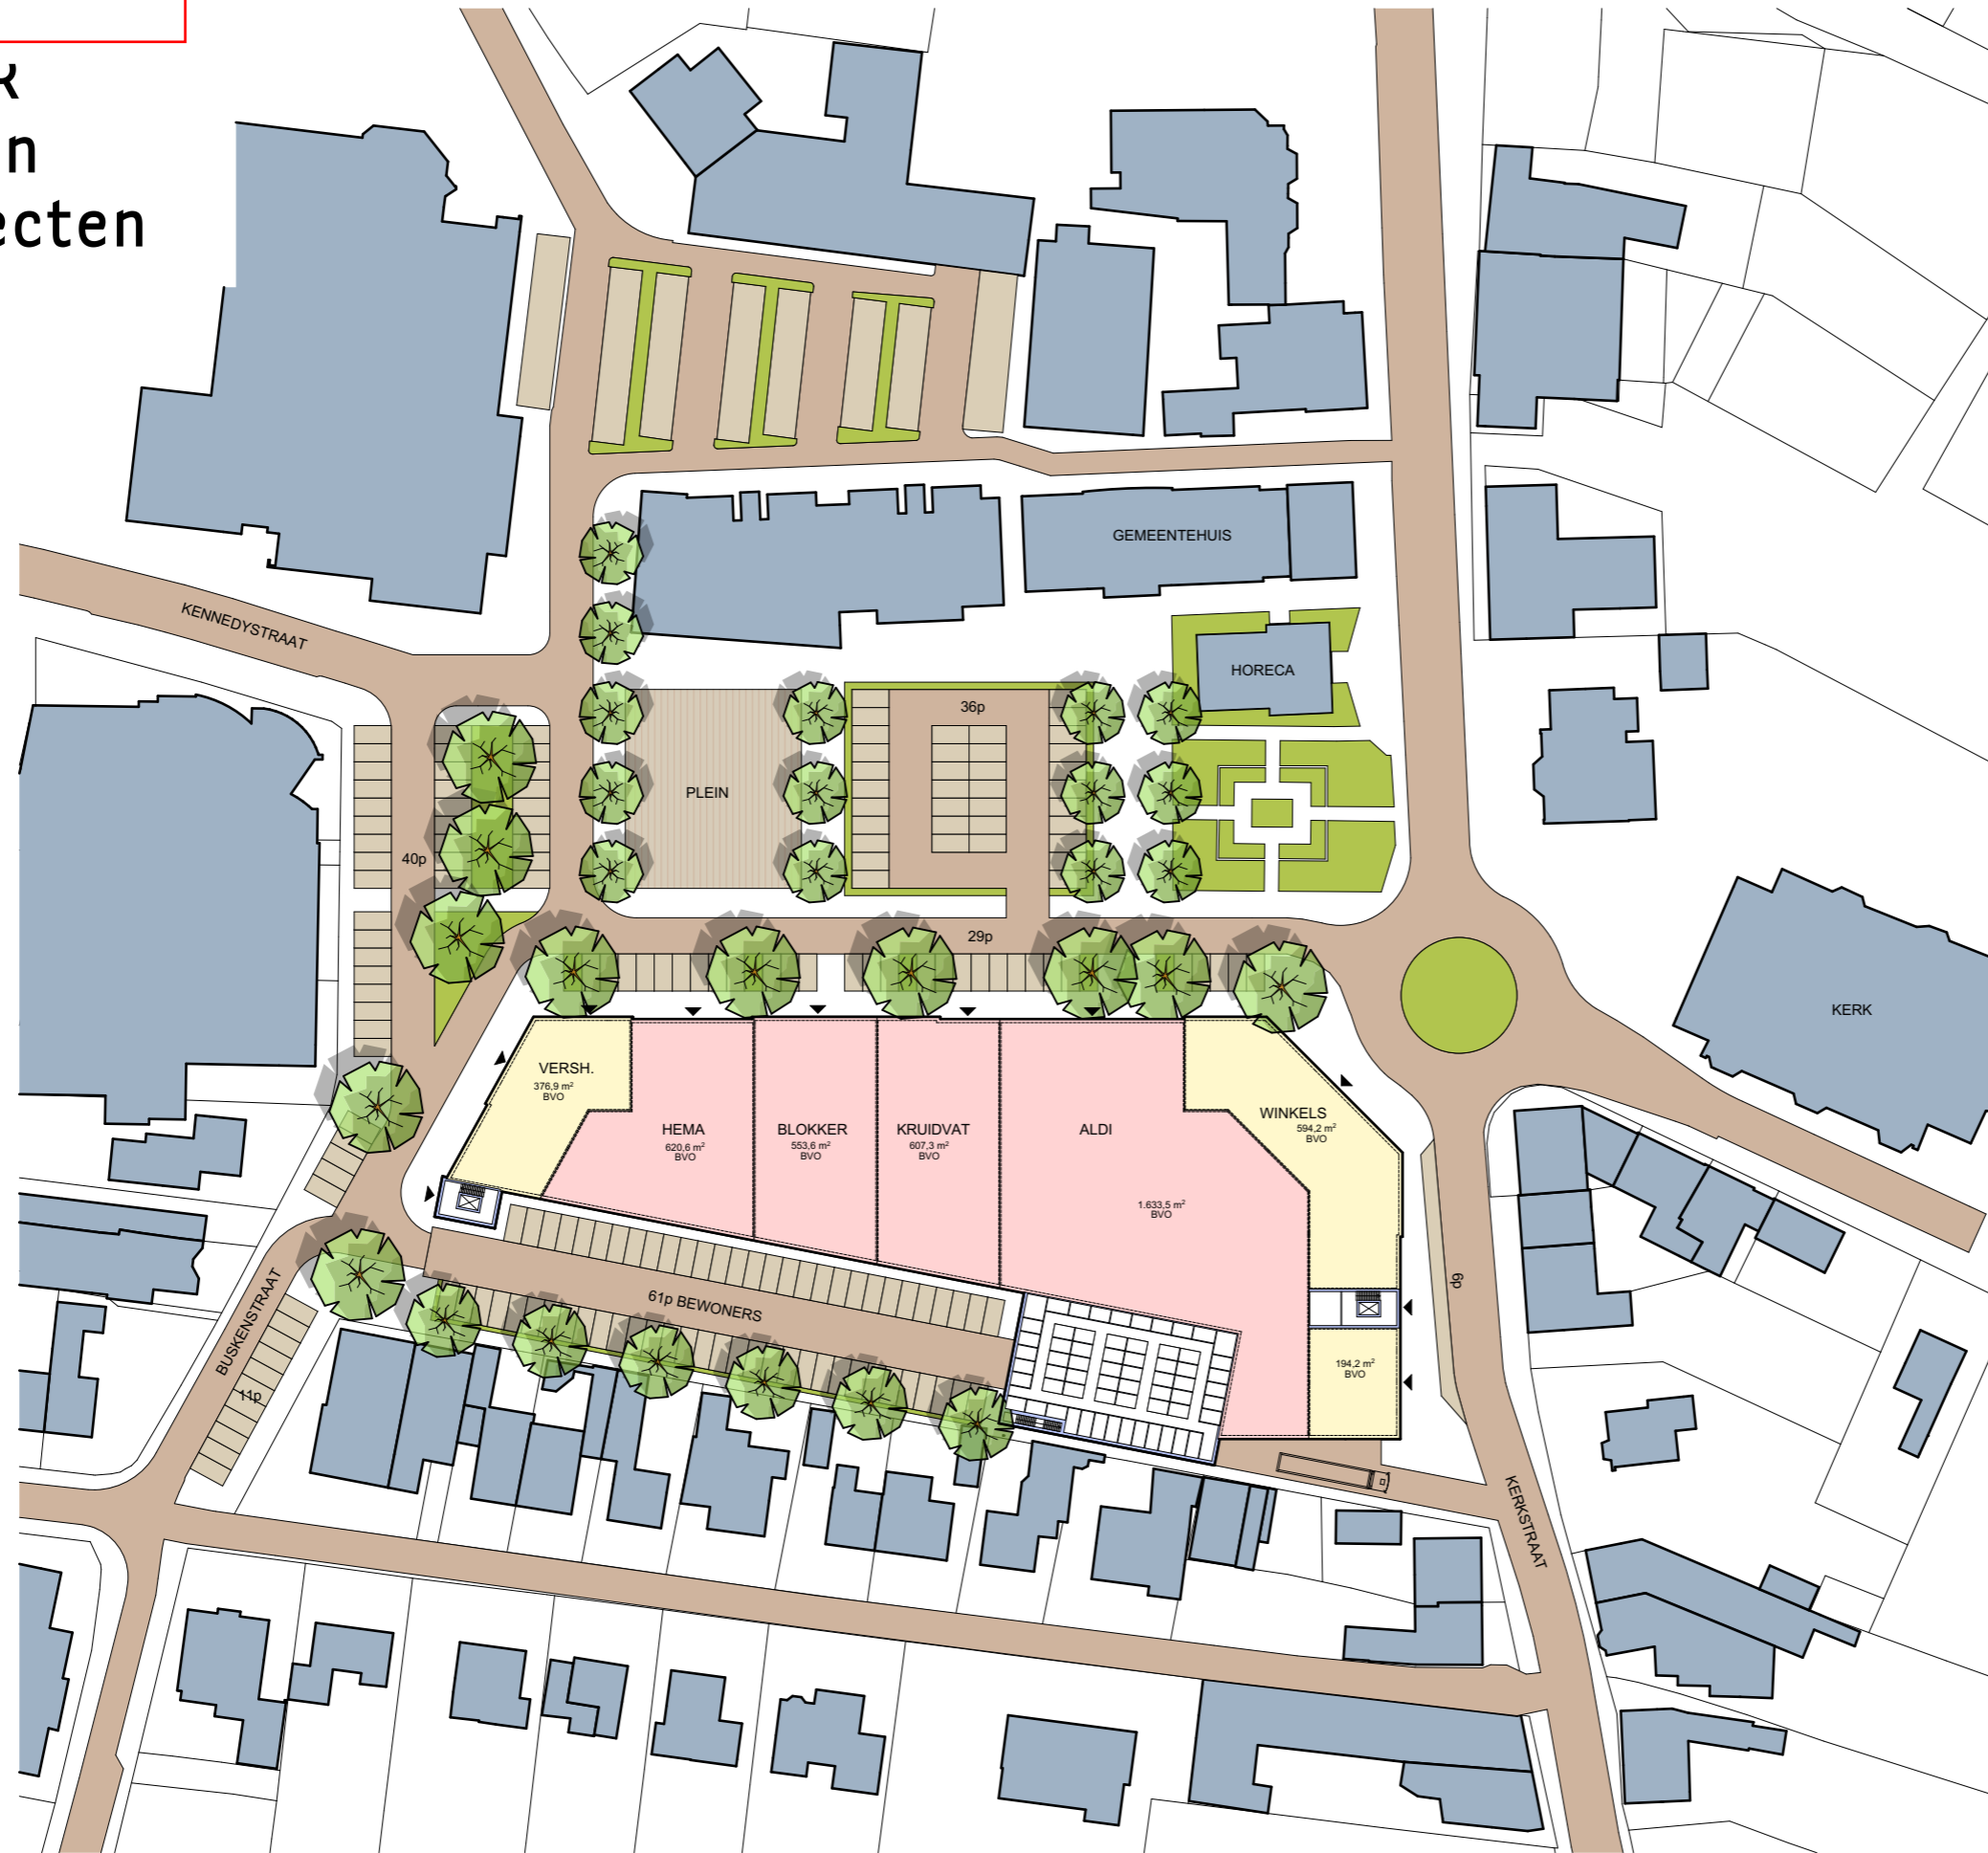 n
ecten
GEMEENTEHUIS
KENNEDYSTRAAT
HORECA
36p
PLEIN
40p
29p
KERK
VERSH.
376,9 m²
BVO
HEMA
620,6 m²
BVO
BLOKKER
553,6 m²
BVO
KRUIDVAT
607,3 m²
BVO
ALDI
1.633,5 m²
BVO
WINKELS
594,2 m²
BVO
6p
61p BEWONERS
194,2 m²
BVO
BUSKENSTRAAT
11p
KERKSTRAAT